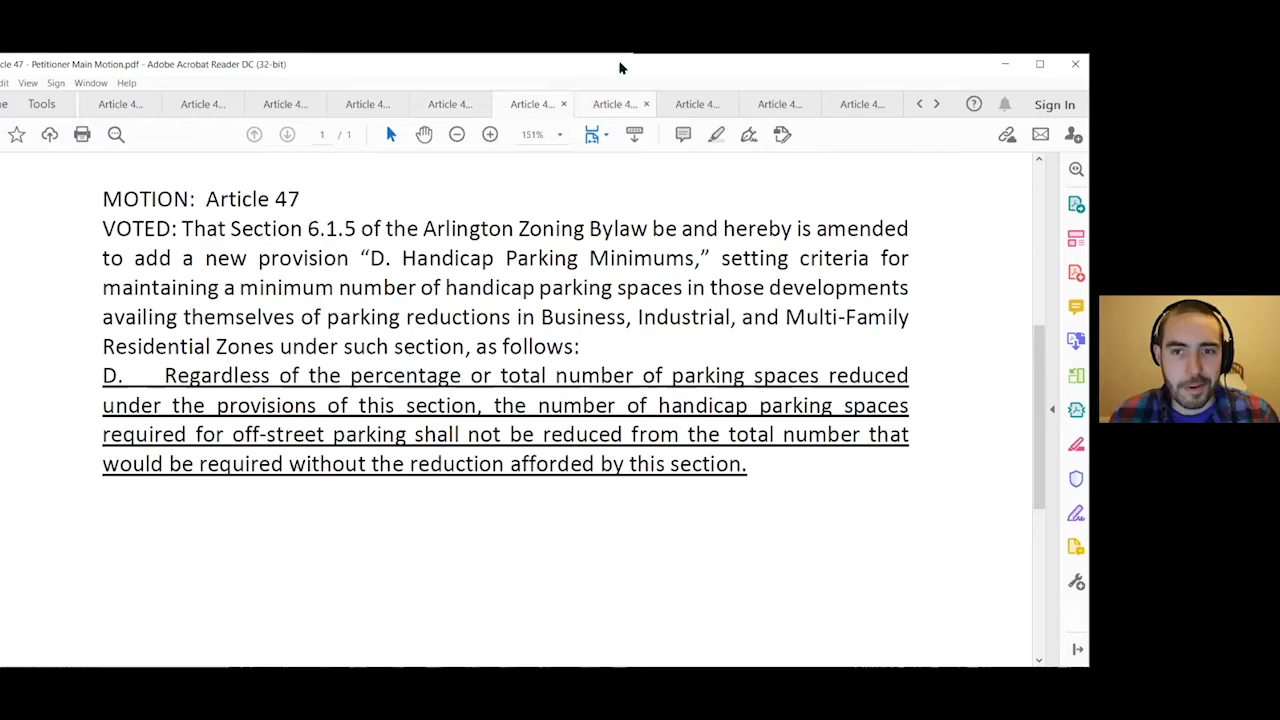 cle 47 - Petitioner Main Motion.pdf - Adobe Acrobat Reader DC (32-bit)
dit View Sign Window Help
e Tools Article 4... Article 4... Article 4... Article 4... Article 4... Article 4... × Article 4... × Article 4... Article 4... Article 4... Sign In
1 / 1 151%
MOTION: Article 47
VOTED: That Section 6.1.5 of the Arlington Zoning Bylaw be and hereby is amended
to add a new provision “D. Handicap Parking Minimums,” setting criteria for
maintaining a minimum number of handicap parking spaces in those developments
availing themselves of parking reductions in Business, Industrial, and Multi-Family
Residential Zones under such section, as follows:
D. Regardless of the percentage or total number of parking spaces reduced
under the provisions of this section, the number of handicap parking spaces
required for off-street parking shall not be reduced from the total number that
would be required without the reduction afforded by this section.